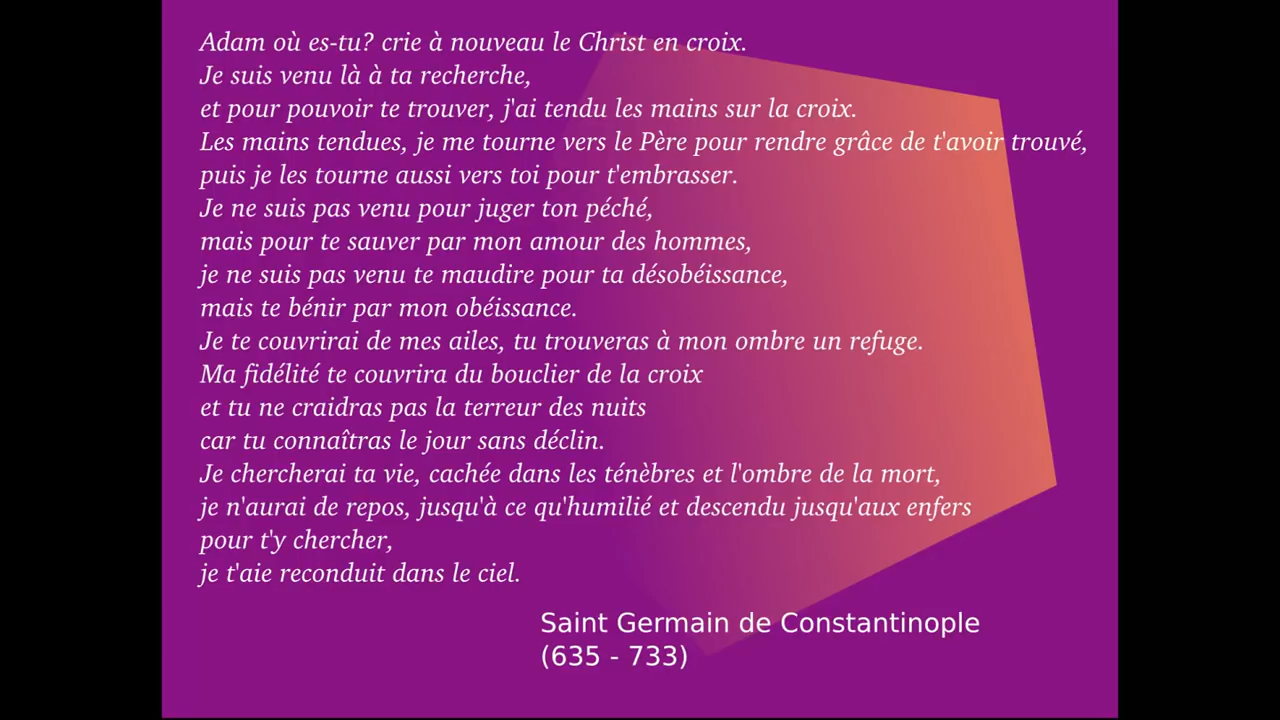 Adam où es-tu? crie à nouveau le Christ en croix.
Je suis venu là à ta recherche,
et pour pouvoir te trouver, j'ai tendu les mains sur la croix.
Les mains tendues, je me tourne vers le Père pour rendre grâce de t'avoir trouvé,
puis je les tourne aussi vers toi pour t'embrasser.
Je ne suis pas venu pour juger ton péché,
mais pour te sauver par mon amour des hommes,
je ne suis pas venu te maudire pour ta désobéissance,
mais te bénir par mon obéissance.
Je te couvrirai de mes ailes, tu trouveras à mon ombre un refuge.
Ma fidélité te couvrira du bouclier de la croix
et tu ne craidras pas la terreur des nuits
car tu connaîtras le jour sans déclin.
Je chercherai ta vie, cachée dans les ténèbres et l'ombre de la mort,
je n'aurai de repos, jusqu'à ce qu'humilié et descendu jusqu'aux enfers
pour t'y chercher,
je t'aie reconduit dans le ciel.
Saint Germain de Constantinople
(635 - 733)